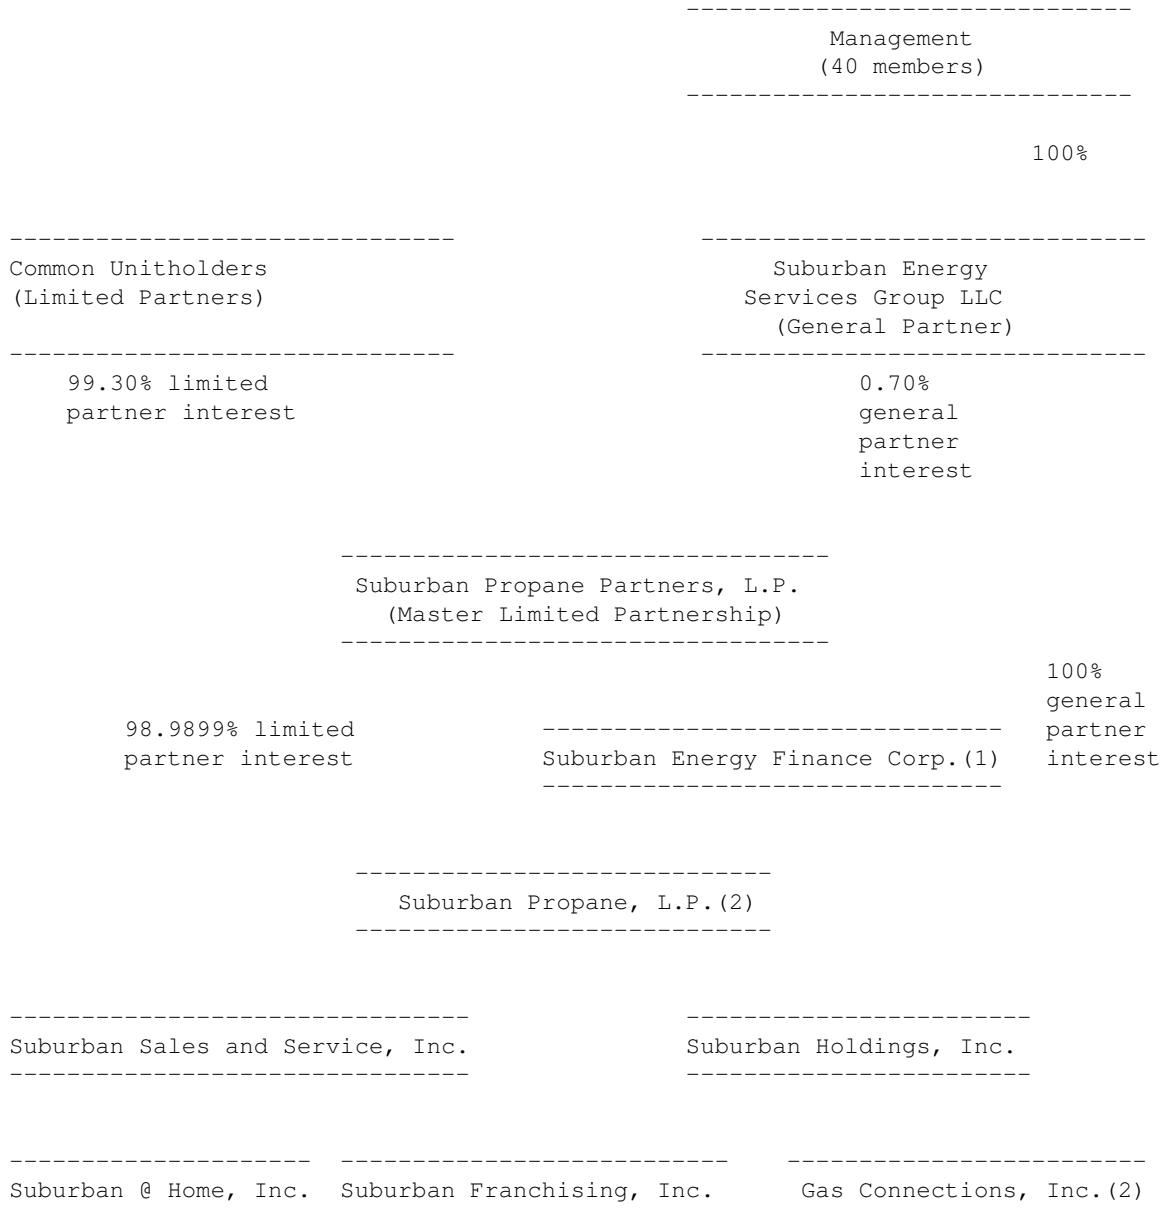 -------------------------------
Management
(40 members)
-------------------------------
100%
------------------------------- -------------------------------
Common Unitholders Suburban Energy
(Limited Partners) Services Group LLC
(General Partner)
------------------------------- -------------------------------
99.30% limited 0.70%
partner interest general
partner
interest
----------------------------------
Suburban Propane Partners, L.P.
(Master Limited Partnership)
----------------------------------
100%
general
98.9899% limited -------------------------------- partner
partner interest Suburban Energy Finance Corp.(1) interest
--------------------------------
-----------------------------
Suburban Propane, L.P.(2)
-----------------------------
-------------------------------- ------------------------
Suburban Sales and Service, Inc. Suburban Holdings, Inc.
-------------------------------- ------------------------
--------------------- --------------------------- -------------------------
Suburban @ Home, Inc. Suburban Franchising, Inc. Gas Connections, Inc.(2)